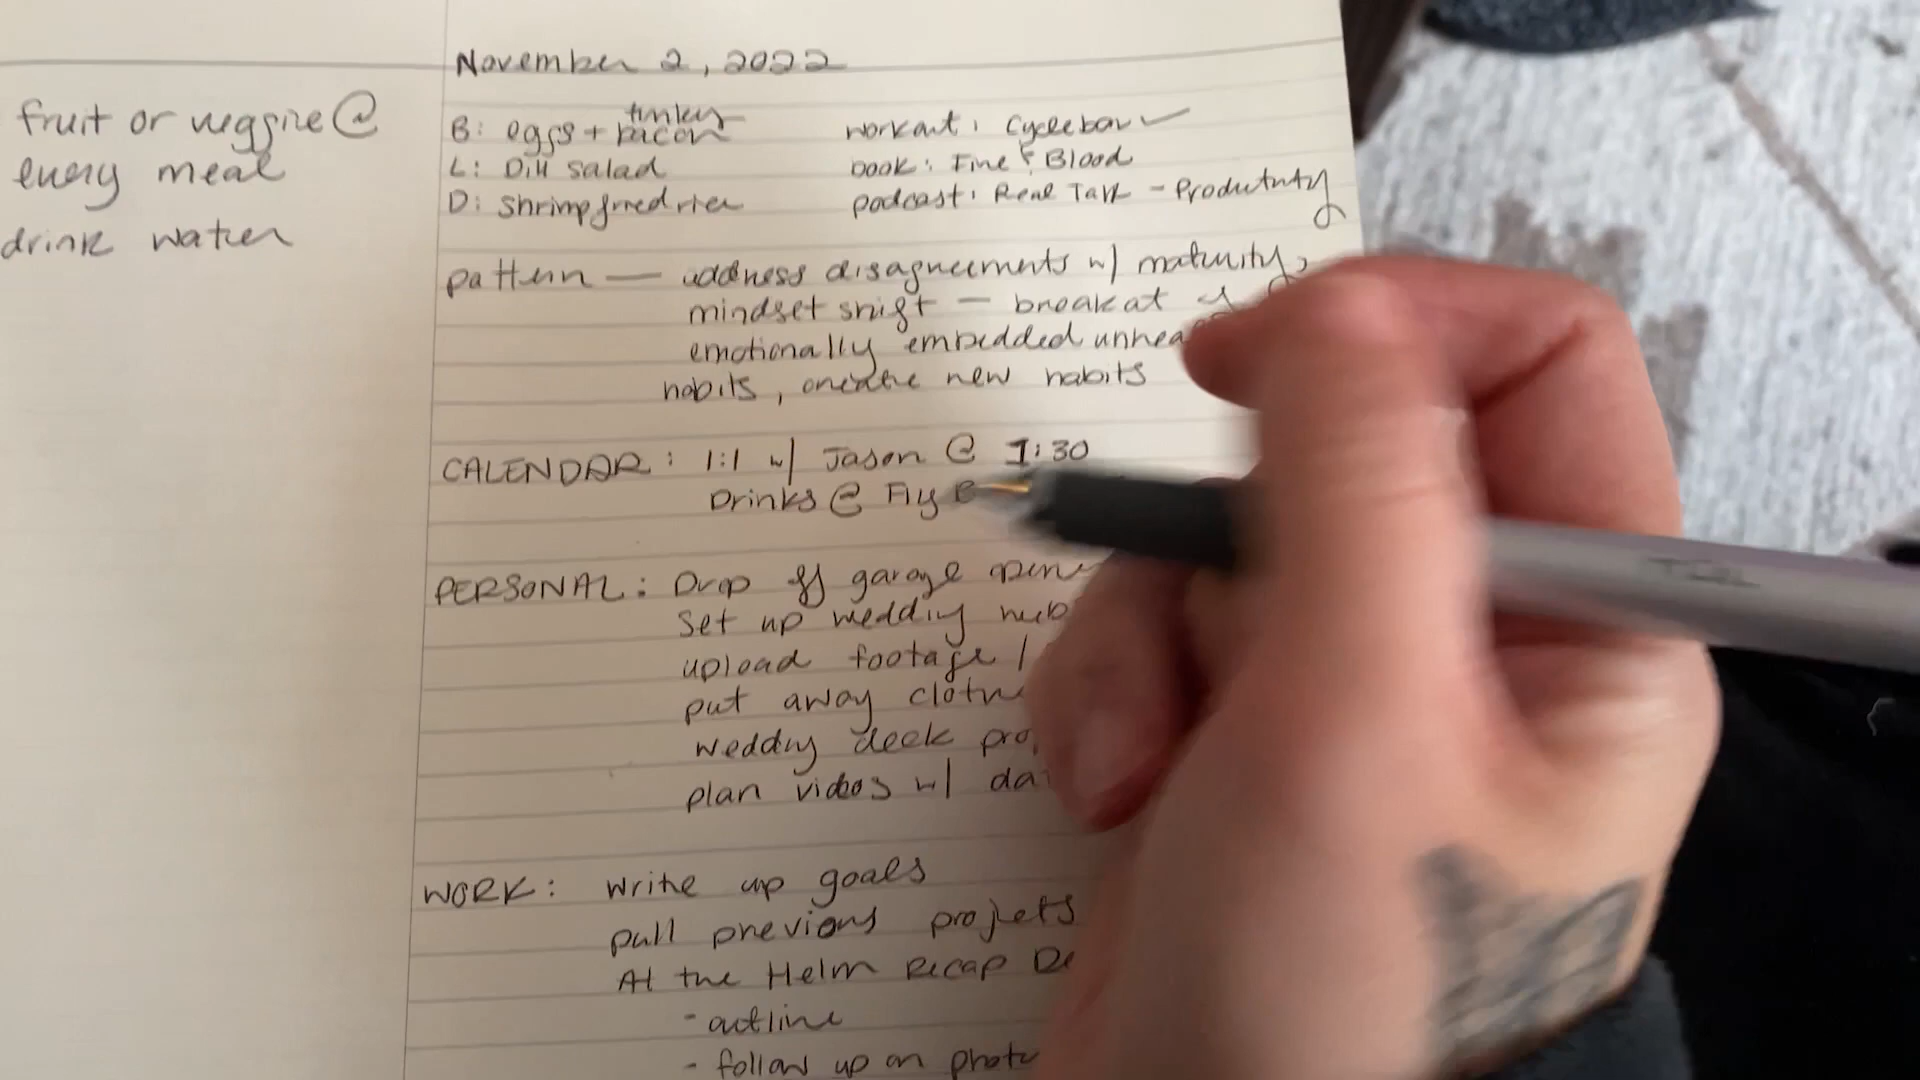 November 2, 2022
fruit or veggie @
every meal
drink water
turkey
B: eggs + bacon
L: Dill salad
D: shrimp fried rice
workout: Cyclebar ✓
book: Fire & Blood
podcast: Real Talk - Productivity
pattern — address disagreements w/ maturity,
mindset shift — break at
emotionally embedded
habits, create new habits
CALENDAR: 1:1 w/ Jason @ 1:30
Drinks @ Fly
PERSONAL: Drop off garage
set up wedding
upload footage /
put away
wedding deck
plan videos w/
WORK: write up goals
pull previous projects
At the Helm Recap
- outline
- follow up on